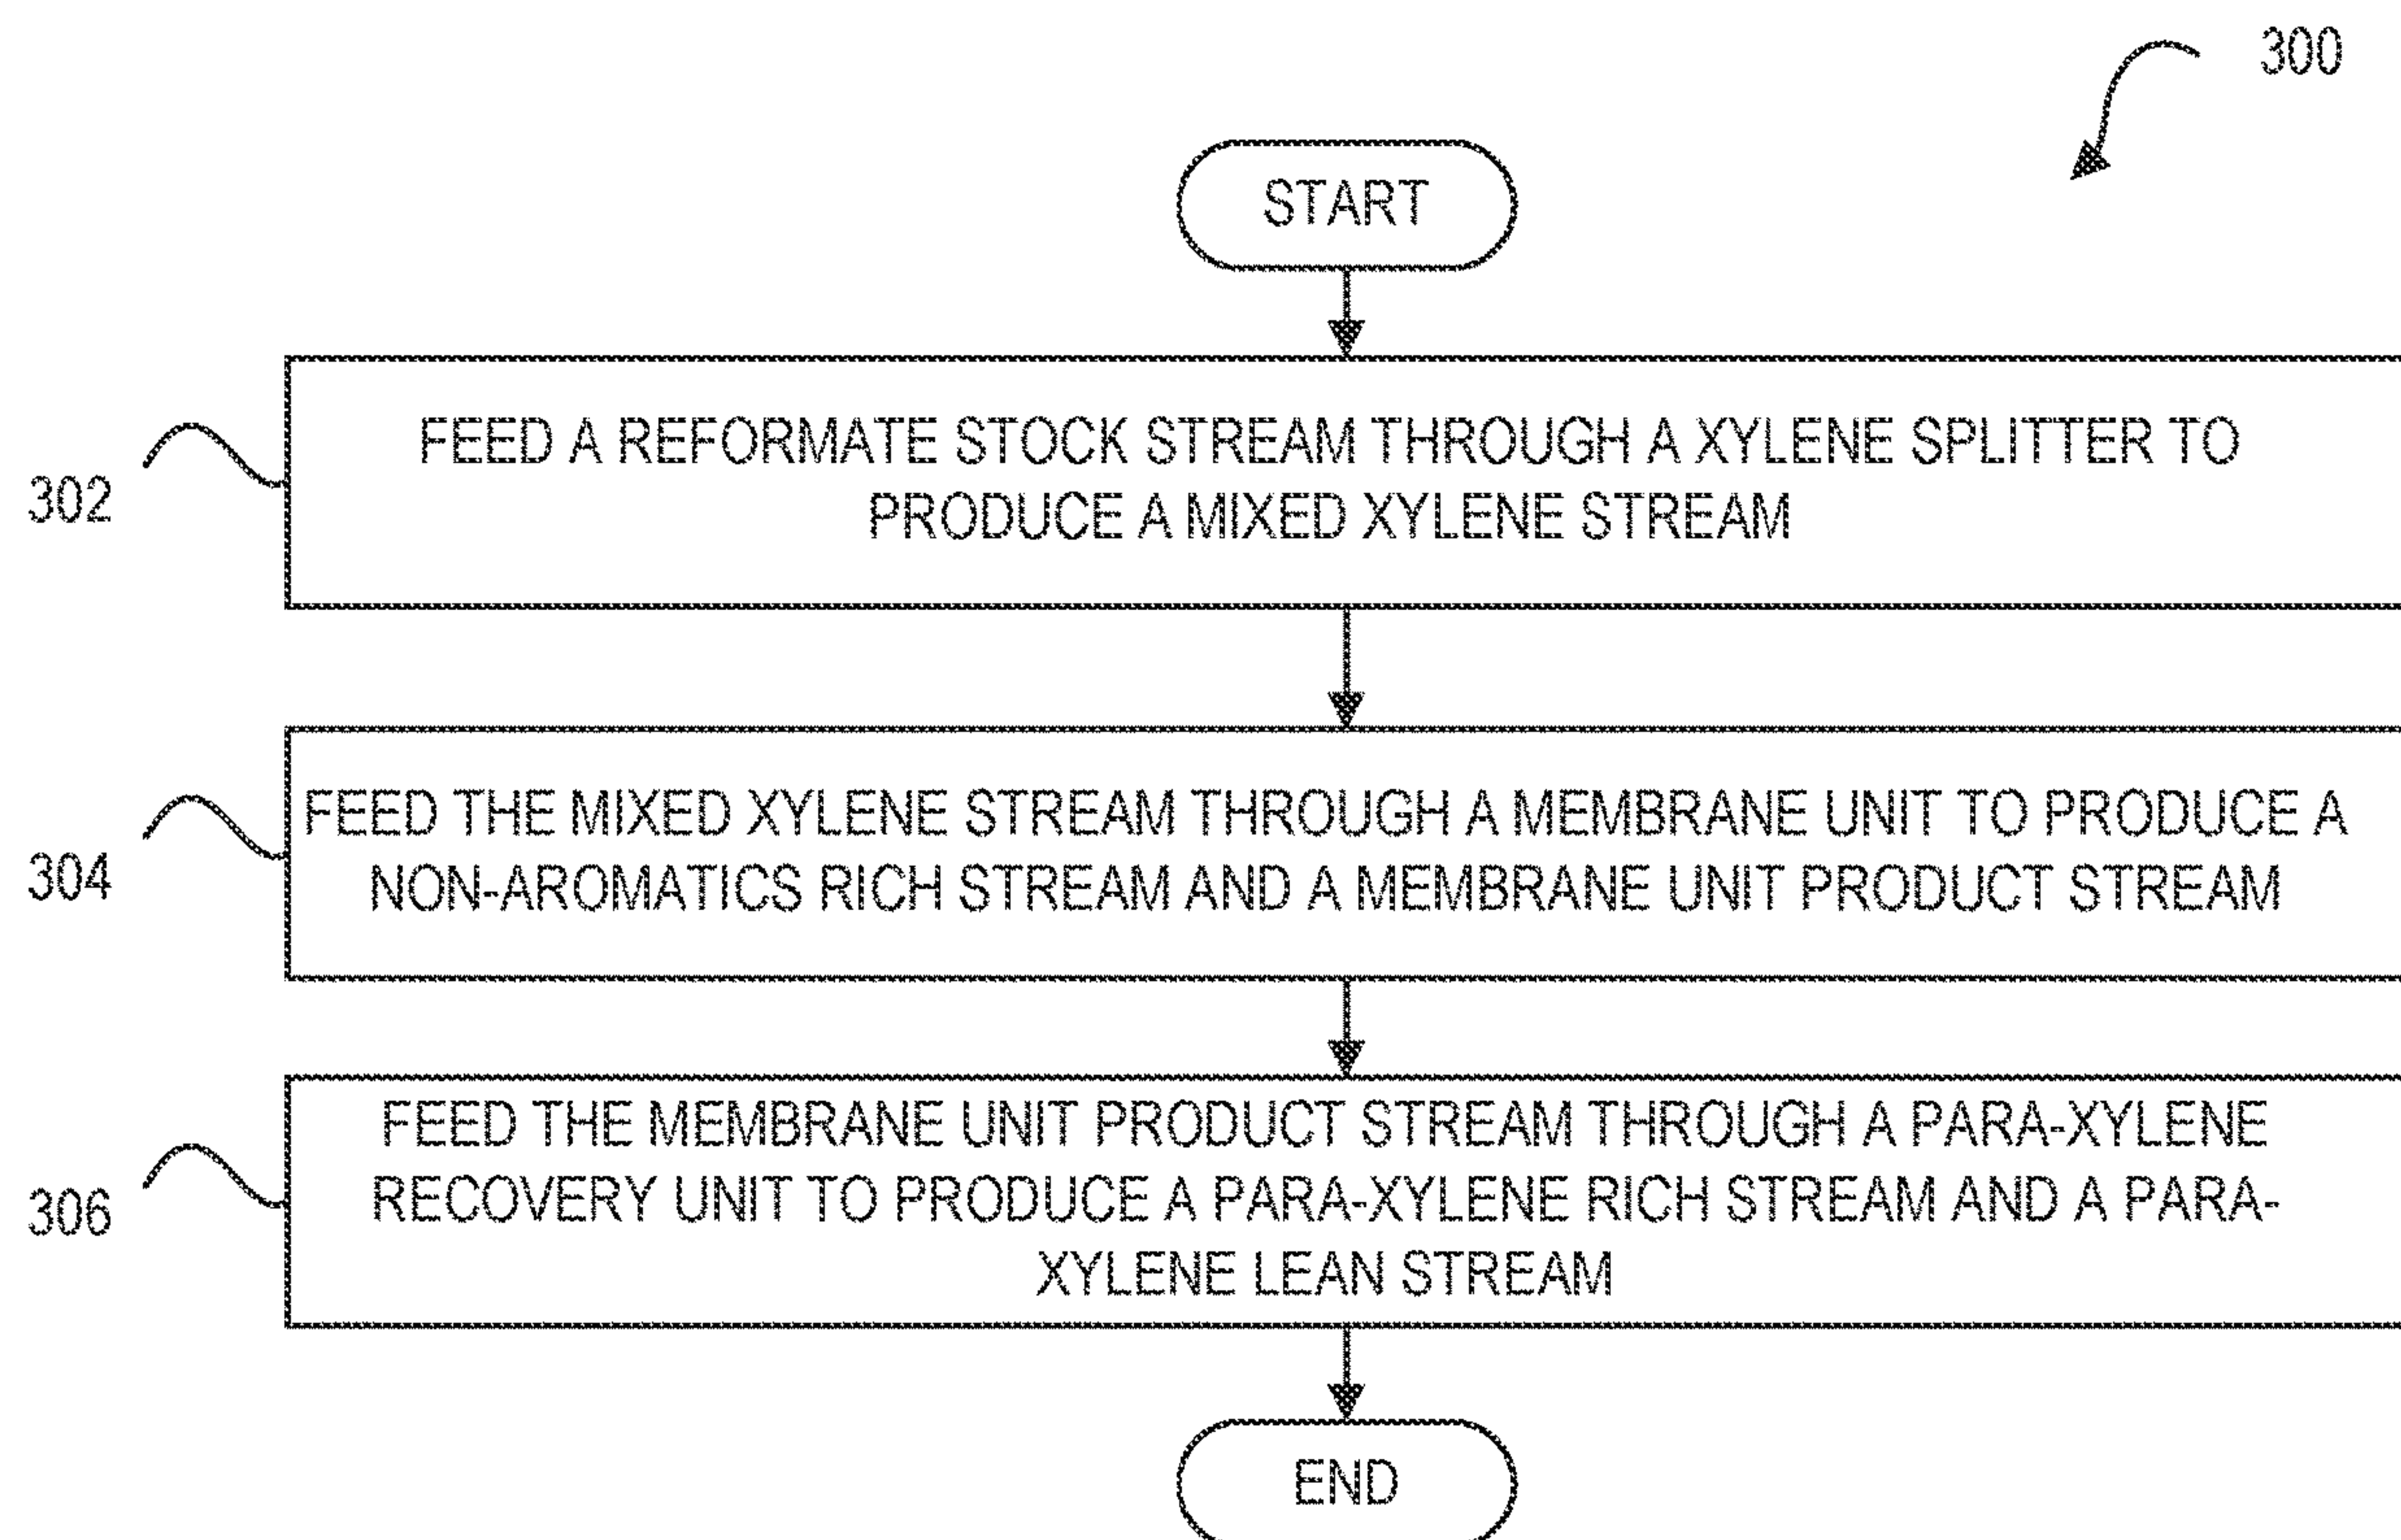 300
START
302
FEED A REFORMATE STOCK STREAM THROUGH A XYLENE SPLITTER TO
PRODUCE A MIXED XYLENE STREAM
304
FEED THE MIXED XYLENE STREAM THROUGH A MEMBRANE UNIT TO PRODUCE A
NON-AROMATICS RICH STREAM AND A MEMBRANE UNIT PRODUCT STREAM
306
FEED THE MEMBRANE UNIT PRODUCT STREAM THROUGH A PARA-XYLENE
RECOVERY UNIT TO PRODUCE A PARA-XYLENE RICH STREAM AND A PARA-
XYLENE LEAN STREAM
END